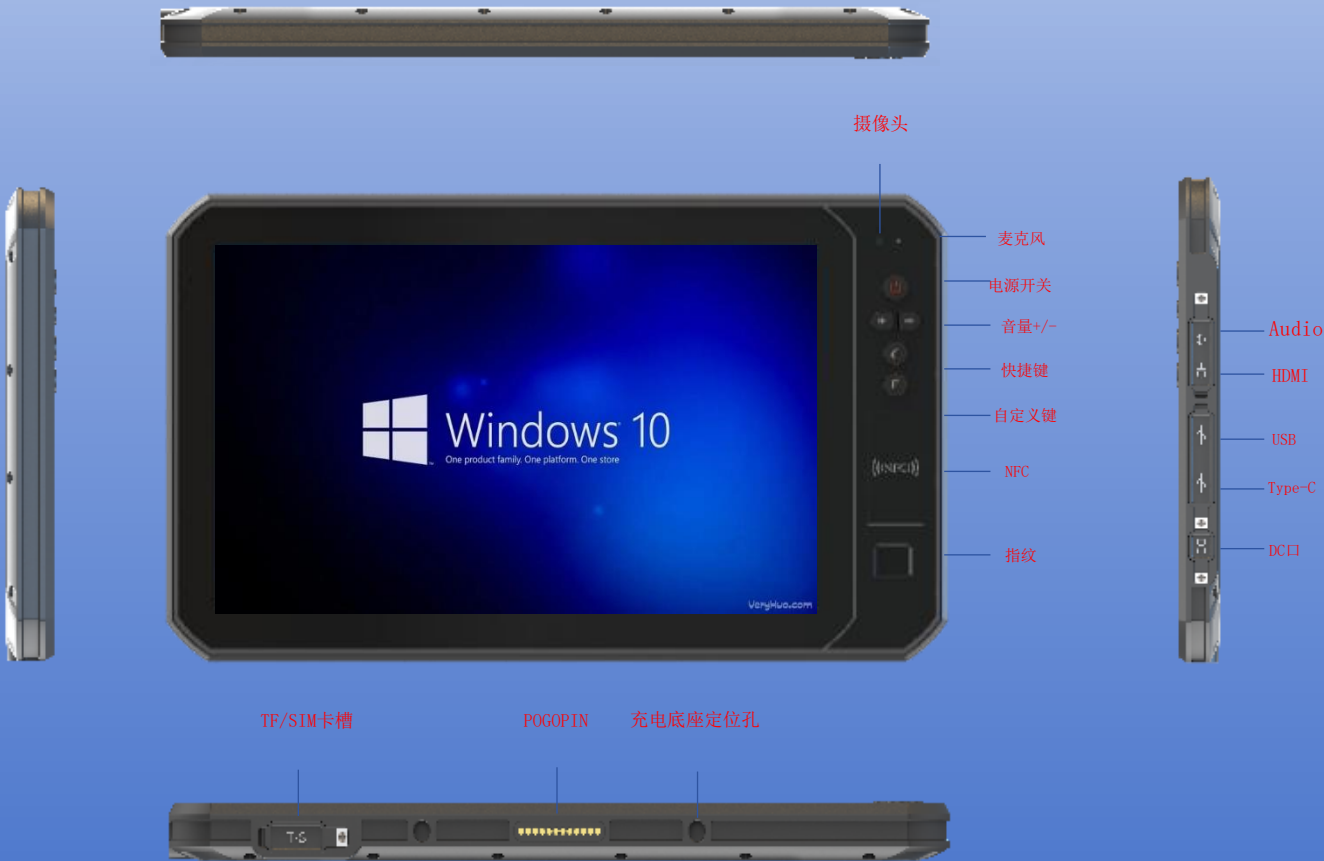 摄像头
麦克风
电源开关
音量+/-
快捷键
自定义键
NFC
指纹
Windows 10
One product family. One platform. One store
VeryHuo.com
(((NFC)))
Audio
HDMI
USB
Type-C
DC口
TF/SIM卡槽
POGOPIN
充电底座定位孔
T·S